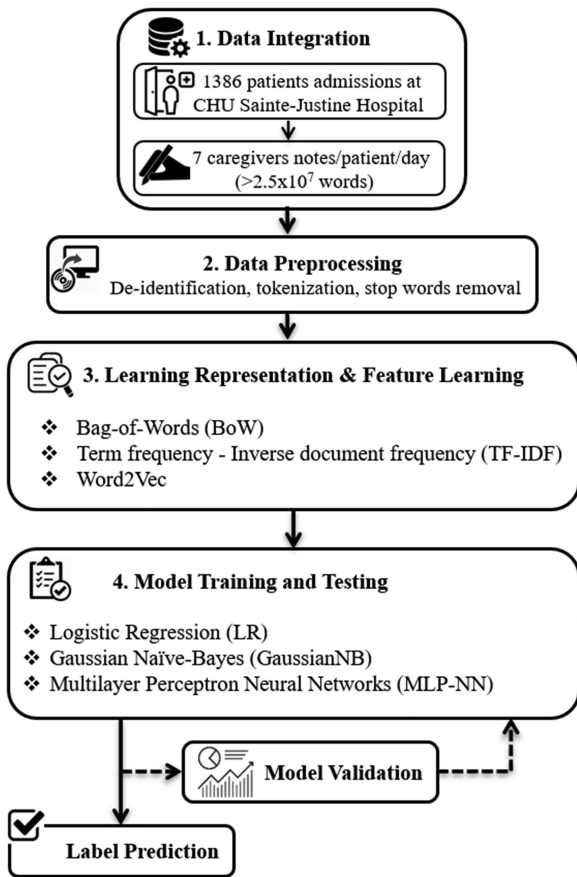 1. Data Integration
1386 patients admissions at
CHU Sainte-Justine Hospital
7 caregivers notes/patient/day
(>2.5x10⁷ words)
2. Data Preprocessing
De-identification, tokenization, stop words removal
3. Learning Representation & Feature Learning
❖ Bag-of-Words (BoW)
❖ Term frequency - Inverse document frequency (TF-IDF)
❖ Word2Vec
4. Model Training and Testing
❖ Logistic Regression (LR)
❖ Gaussian Naïve-Bayes (GaussianNB)
❖ Multilayer Perceptron Neural Networks (MLP-NN)
Model Validation
Label Prediction